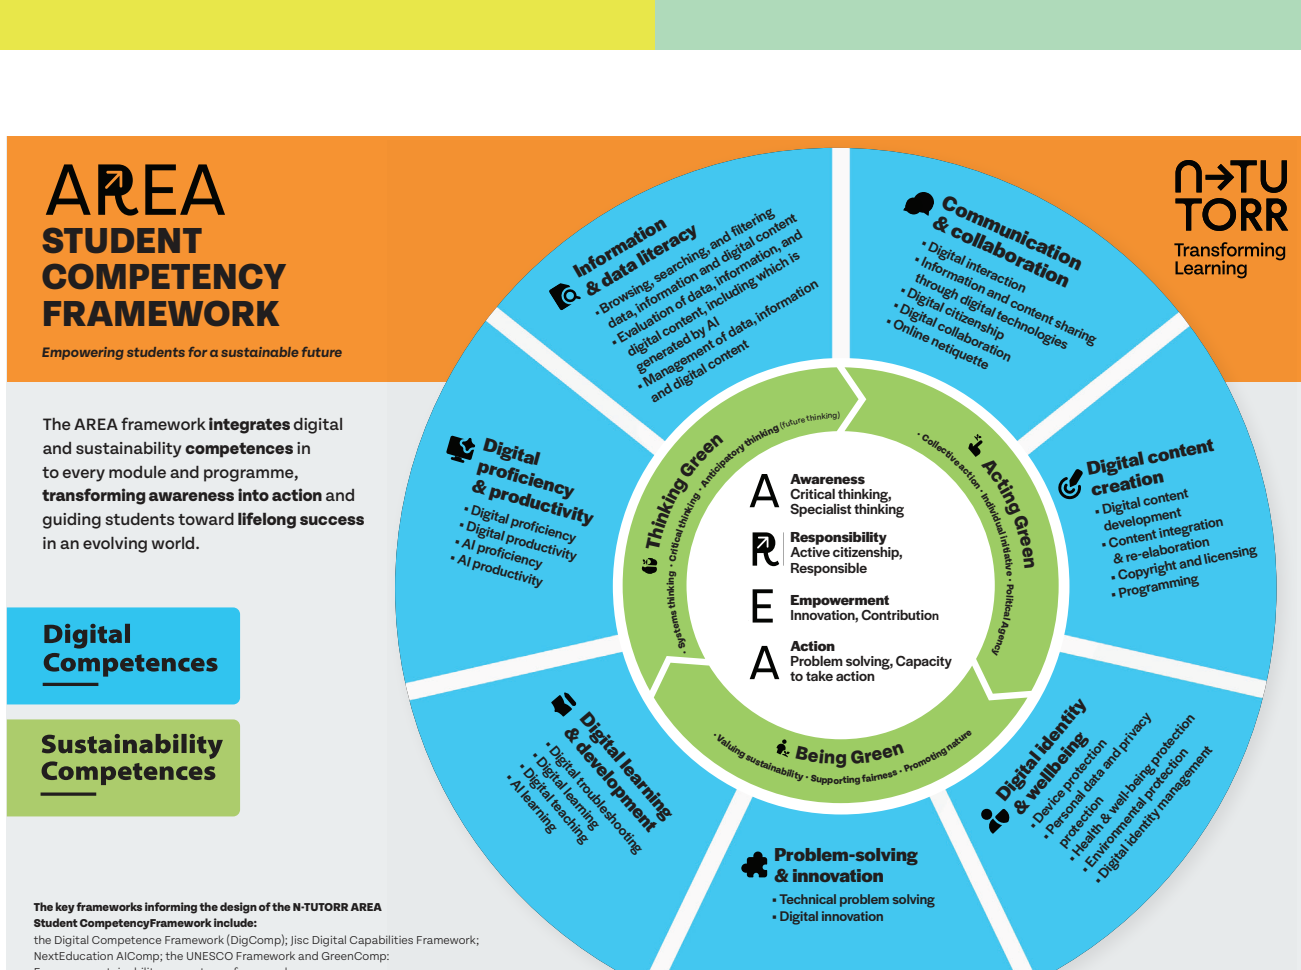 AREA
STUDENT
COMPETENCY
FRAMEWORK
Empowering students for a sustainable future
N→TU
TORR
Transforming
Learning
The AREA framework integrates digital
and sustainability competences in
to every module and programme,
transforming awareness into action and
guiding students toward lifelong success
in an evolving world.
Digital
Competences
Sustainability
Competences
Information
& data literacy
▪ Browsing, searching, and filtering
data, information and digital content
▪ Evaluation of data, information, and
digital content, including which is
generated by AI
▪ Management of data, information
and digital content
Communication
& collaboration
▪ Digital interaction
▪ Information and content sharing
through digital technologies
▪ Digital citizenship
▪ Digital collaboration
▪ Online netiquette
Digital content
creation
▪ Digital content
development
▪ Content integration
& re-elaboration
▪ Copyright and licensing
▪ Programming
Digital identity
& wellbeing
▪ Device protection
▪ Personal data and privacy
protection
▪ Health & well-being protection
▪ Environmental protection
▪ Digital identity management
Problem-solving
& innovation
▪ Technical problem solving
▪ Digital innovation
Digital learning
& development
▪ Digital troubleshooting
▪ Digital learning
▪ Digital teaching
▪ AI learning
Digital
proficiency
& productivity
▪ Digital proficiency
▪ Digital productivity
▪ AI proficiency
▪ AI productivity
Thinking Green
• Systems thinking • Critical thinking • Anticipatory thinking (future thinking)
Acting Green
• Collective action • Individual initiative • Political Agency
Being Green
• Valuing sustainability • Supporting fairness • Promoting nature
A
Awareness
Critical thinking,
Specialist thinking
R
Responsibility
Active citizenship,
Responsible
E
Empowerment
Innovation, Contribution
A
Action
Problem solving, Capacity
to take action
The key frameworks informing the design of the N-TUTORR AREA
Student CompetencyFramework include:
the Digital Competence Framework (DigComp); Jisc Digital Capabilities Framework;
NextEducation AIComp; the UNESCO Framework and GreenComp: